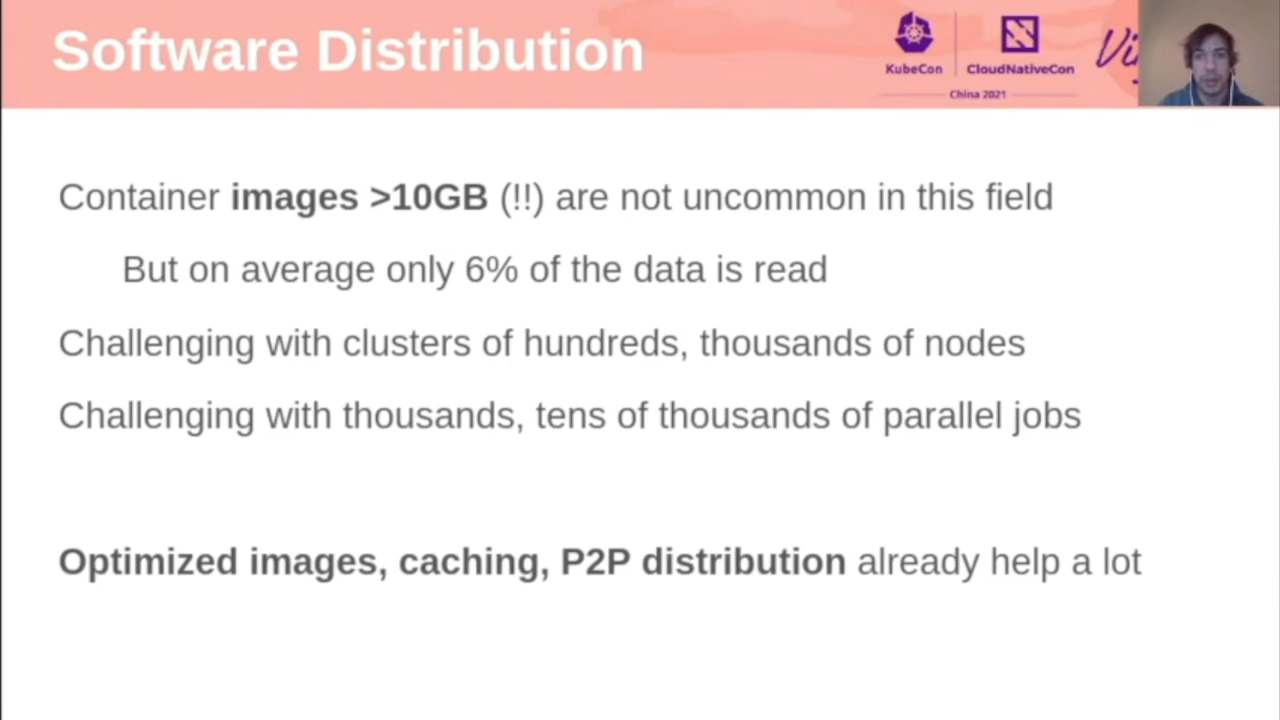 Software Distribution
KubeCon
CloudNativeCon
China 2021
Container images >10GB (!!) are not uncommon in this field
But on average only 6% of the data is read
Challenging with clusters of hundreds, thousands of nodes
Challenging with thousands, tens of thousands of parallel jobs
Optimized images, caching, P2P distribution already help a lot